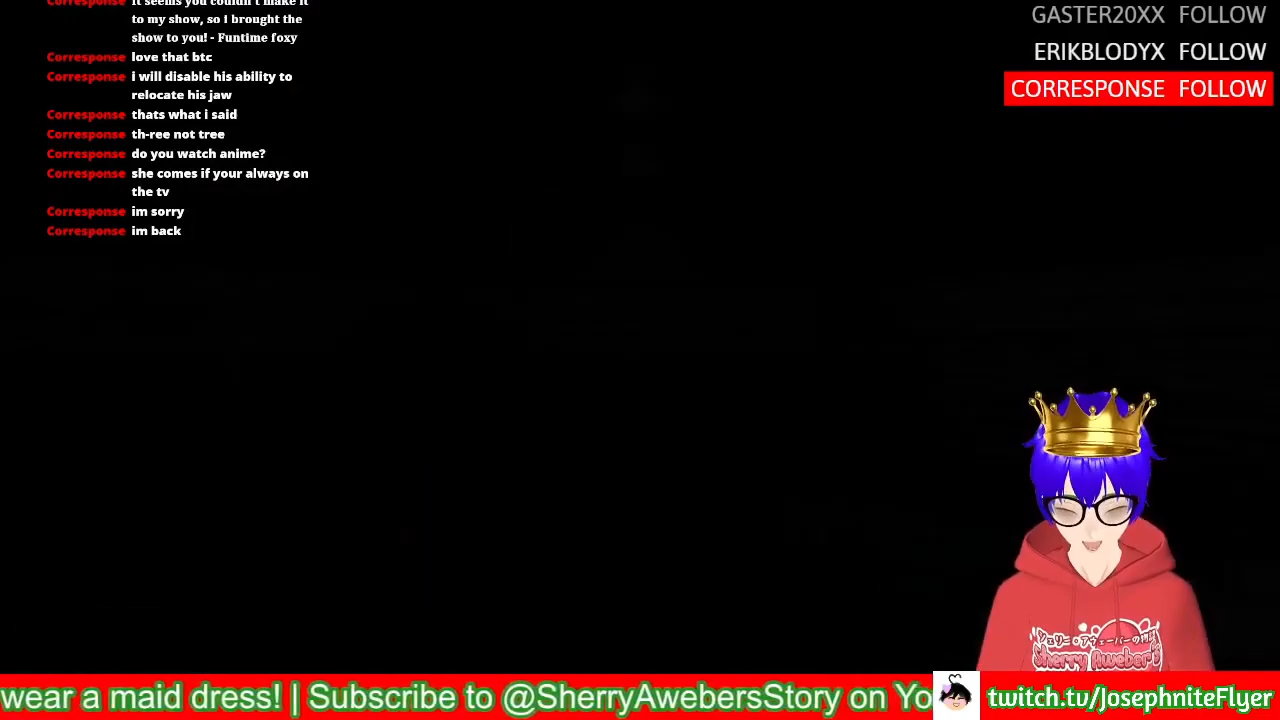 Corresponse it seems you couldn't make it
to my show, so i brought the
show to you! - Funtime foxy
Corresponse love that btc
Corresponse i will disable his ability to
relocate his jaw
Corresponse thats what i said
Corresponse th-ree not tree
Corresponse do you watch anime?
Corresponse she comes if your always on
the tv
Corresponse im sorry
Corresponse im back
GASTER20XX FOLLOW
ERIKBLODYX FOLLOW
CORRESPONSE FOLLOW
Sherry Aweber's
wear a maid dress! | Subscribe to @SherryAwebersStory on Yo
twitch.tv/JosephniteFlyer